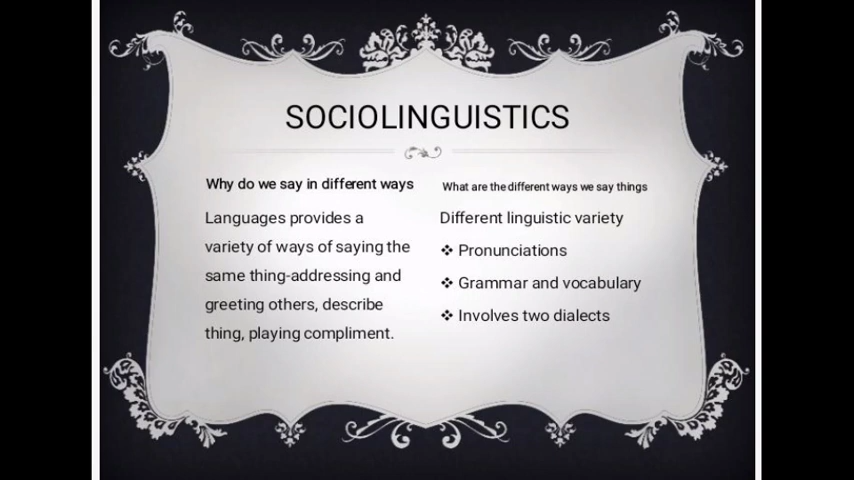 SOCIOLINGUISTICS
Why do we say in different ways
Languages provides a
variety of ways of saying the
same thing-addressing and
greeting others, describe
thing, playing compliment.
What are the different ways we say things
Different linguistic variety
❖ Pronunciations
❖ Grammar and vocabulary
❖ Involves two dialects